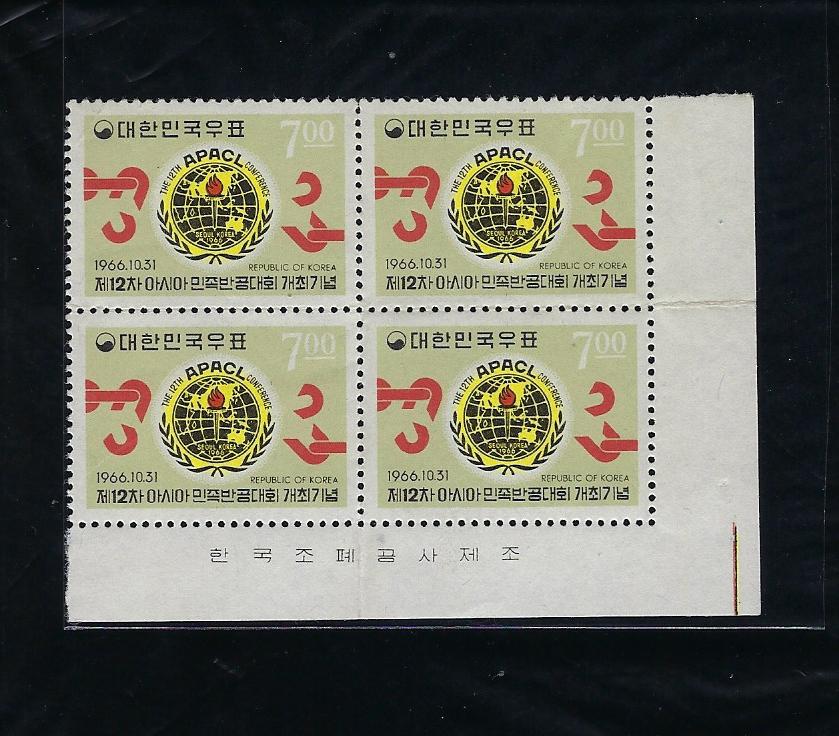 대한민국우표 7 00
THE 12TH APACL CONFERENCE
SEOUL KOREA
1966
1966.10.31 REPUBLIC OF KOREA
제12차 아시아 민족반공대회 개최기념
대한민국우표 7 00
THE 12TH APACL CONFERENCE
SEOUL KOREA
1966
1966.10.31 REPUBLIC OF KOREA
제12차 아시아 민족반공대회 개최기념
대한민국우표 7 00
THE 12TH APACL CONFERENCE
SEOUL KOREA
1966
1966.10.31 REPUBLIC OF KOREA
제12차 아시아 민족반공대회 개최기념
대한민국우표 7 00
THE 12TH APACL CONFERENCE
SEOUL KOREA
1966
1966.10.31 REPUBLIC OF KOREA
제12차 아시아 민족반공대회 개최기념
한국조폐공사제조